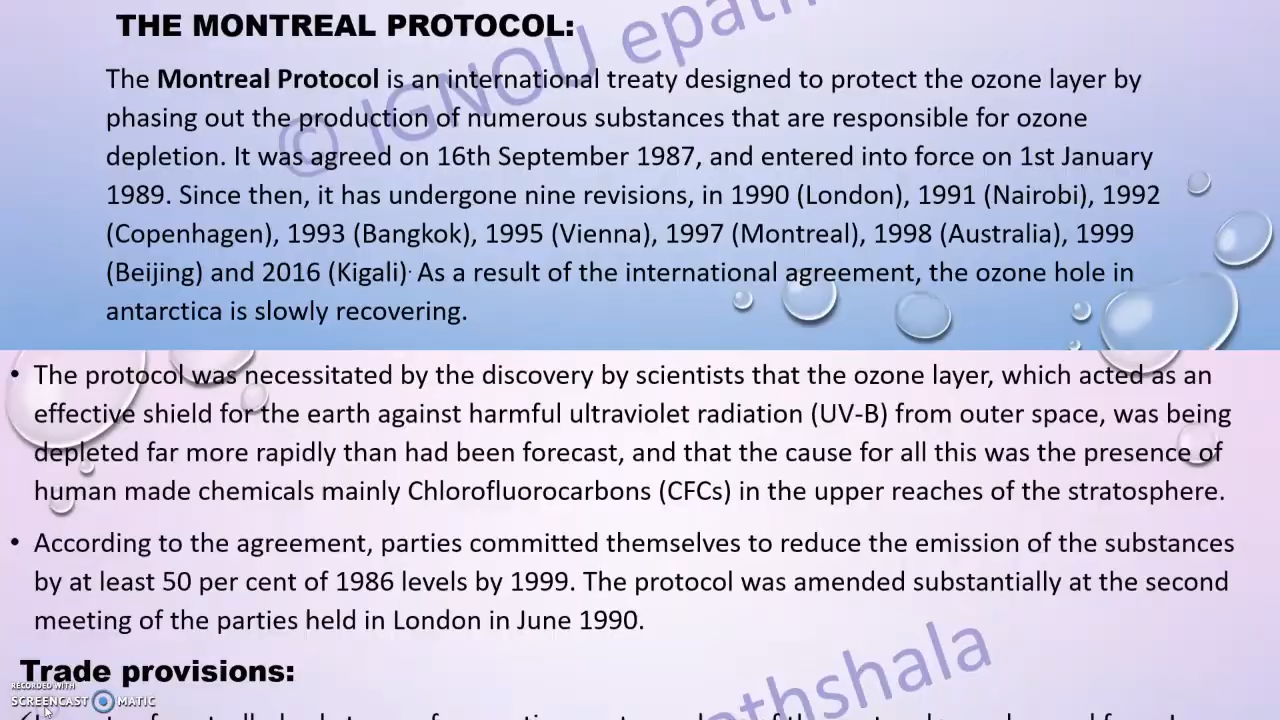 THE MONTREAL PROTOCOL:
© IGNOU epath
The Montreal Protocol is an international treaty designed to protect the ozone layer by
phasing out the production of numerous substances that are responsible for ozone
depletion. It was agreed on 16th September 1987, and entered into force on 1st January
1989. Since then, it has undergone nine revisions, in 1990 (London), 1991 (Nairobi), 1992
(Copenhagen), 1993 (Bangkok), 1995 (Vienna), 1997 (Montreal), 1998 (Australia), 1999
(Beijing) and 2016 (Kigali). As a result of the international agreement, the ozone hole in
antarctica is slowly recovering.
• The protocol was necessitated by the discovery by scientists that the ozone layer, which acted as an
effective shield for the earth against harmful ultraviolet radiation (UV-B) from outer space, was being
depleted far more rapidly than had been forecast, and that the cause for all this was the presence of
human made chemicals mainly Chlorofluorocarbons (CFCs) in the upper reaches of the stratosphere.
• According to the agreement, parties committed themselves to reduce the emission of the substances
by at least 50 per cent of 1986 levels by 1999. The protocol was amended substantially at the second
meeting of the parties held in London in June 1990.
athshala
Trade provisions:
RECORDED WITH
SCREENCAST MATIC